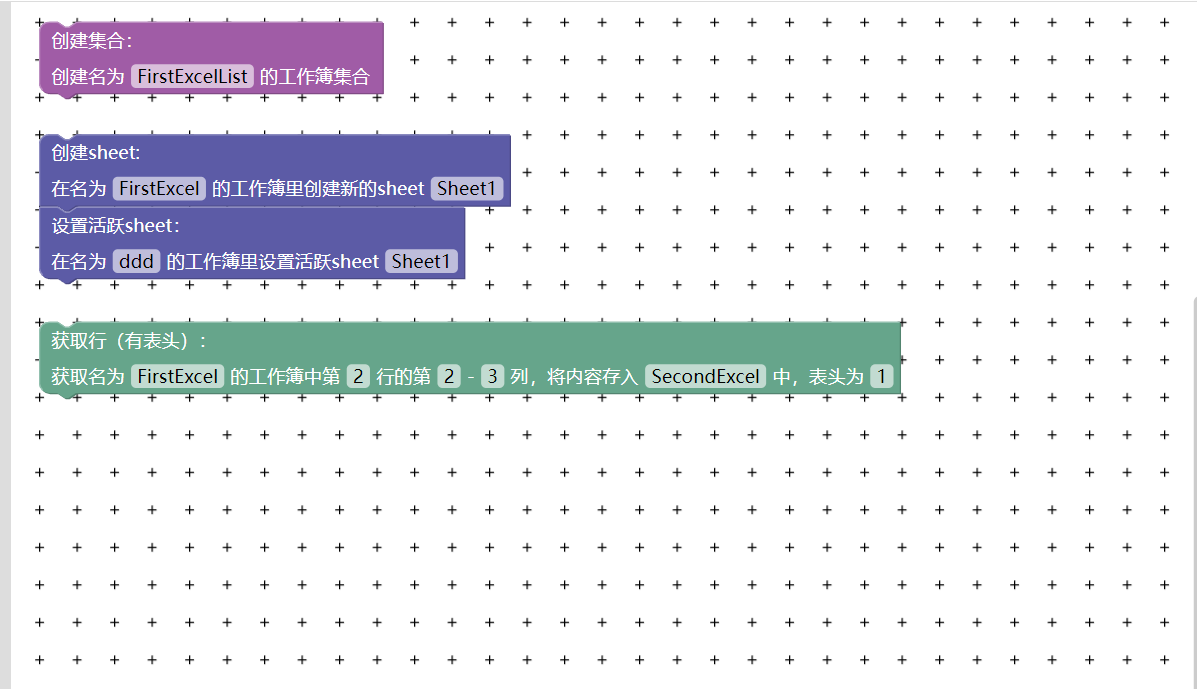 创建集合：
创建名为 FirstExcelList 的工作簿集合
创建sheet:
在名为 FirstExcel 的工作簿里创建新的sheet Sheet1
设置活跃sheet：
在名为 ddd 的工作簿里设置活跃sheet Sheet1
获取行（有表头）：
获取名为 FirstExcel 的工作簿中第 2 行的第 2 - 3 列，将内容存入 SecondExcel 中，表头为 1